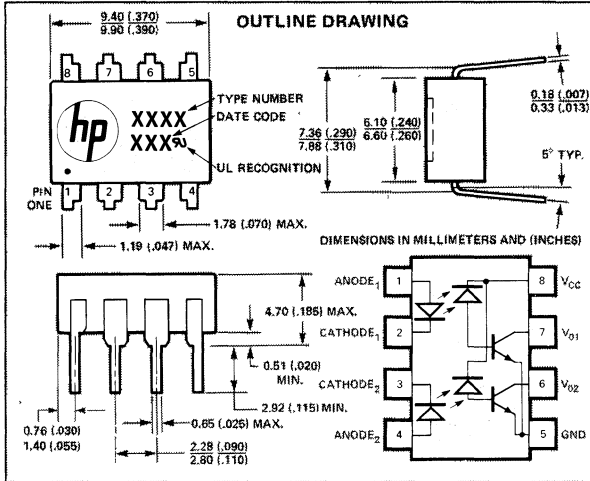 OUTLINE DRAWING
9.40 (.370)
9.90 (.390)
8 7 6 5
hp
XXXX
XXX
TYPE NUMBER
DATE CODE
UL RECOGNITION
PIN
ONE
1 2 3 4
1.78 (.070) MAX.
1.19 (.047) MAX.
7.36 (.290)
7.88 (.310)
6.10 (.240)
6.60 (.260)
0.18 (.007)
0.33 (.013)
5° TYP.
DIMENSIONS IN MILLIMETERS AND (INCHES)
4.70 (.185) MAX.
0.51 (.020)
MIN.
2.92 (.115) MIN.
0.76 (.030)
1.40 (.055)
0.65 (.025) MAX.
2.28 (.090)
2.80 (.110)
ANODE1 1
8 VCC
CATHODE1 2
7 V01
CATHODE2 3
6 V02
ANODE2 4
5 GND